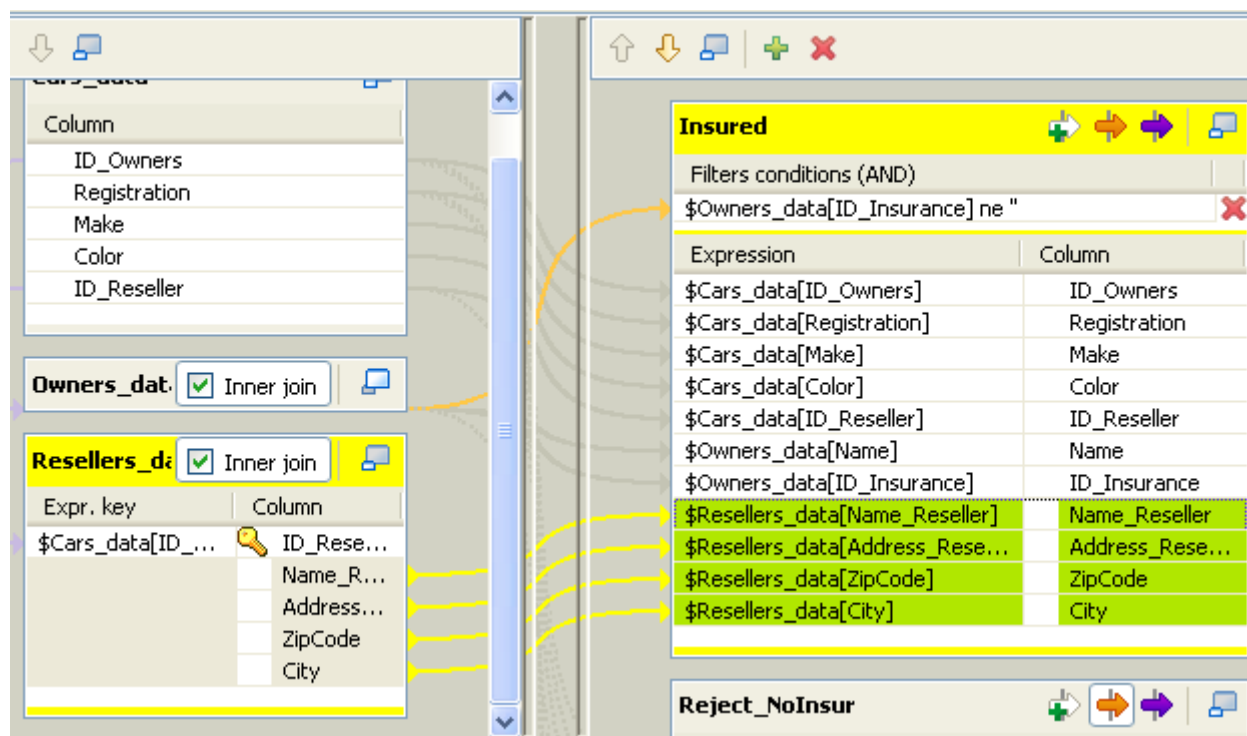 Cars_data
Column
ID_Owners
Registration
Make
Color
ID_Reseller
Owners_dat.
Inner join
Resellers_da
Inner join
Expr. key Column
$Cars_data[ID_... ID_Rese...
Name_R...
Address...
ZipCode
City
Insured
Filters conditions (AND)
$Owners_data[ID_Insurance] ne ''
Expression Column
$Cars_data[ID_Owners] ID_Owners
$Cars_data[Registration] Registration
$Cars_data[Make] Make
$Cars_data[Color] Color
$Cars_data[ID_Reseller] ID_Reseller
$Owners_data[Name] Name
$Owners_data[ID_Insurance] ID_Insurance
$Resellers_data[Name_Reseller] Name_Reseller
$Resellers_data[Address_Rese... Address_Rese...
$Resellers_data[ZipCode] ZipCode
$Resellers_data[City] City
Reject_NoInsur